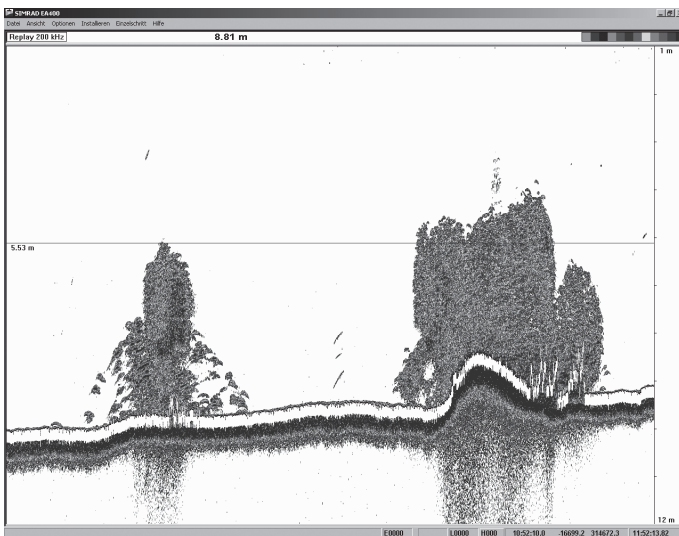 SIMRAD EA400
Datei Ansicht Optionen Installieren Einzelschritt Hilfe
Replay 200 kHz
8.81 m
1 m
5.53 m
12 m
E0000 L0000 H000 10:52:10.0 -16699.2 314672.3 11:52:13.82